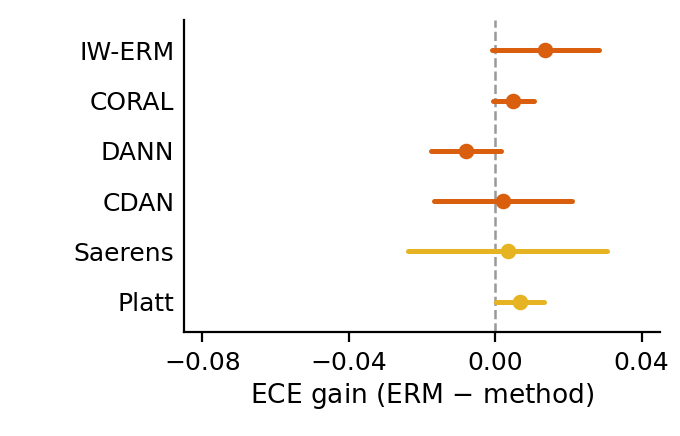 IW-ERM
CORAL
DANN
CDAN
Saerens
Platt
−0.08 −0.04 0.00 0.04
ECE gain (ERM − method)